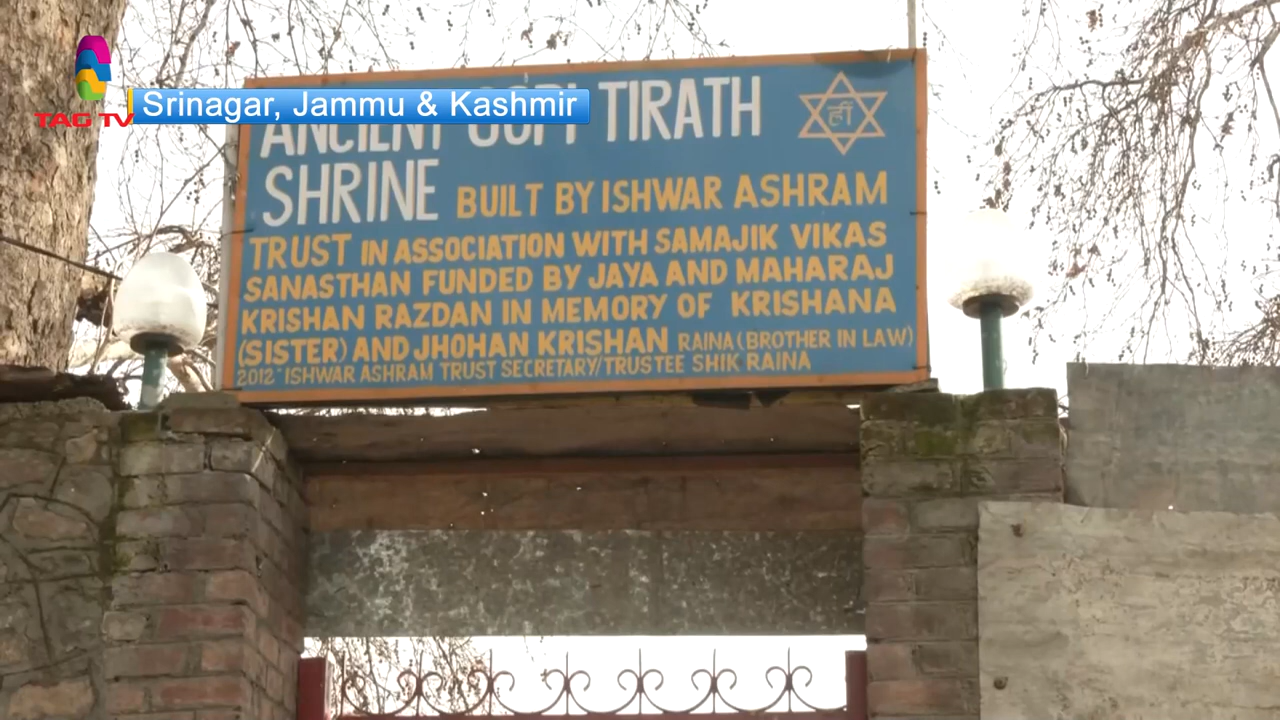 TAG TV
Srinagar, Jammu & Kashmir
ANCIENT GOPI TIRATH
ह्रीं
SHRINE BUILT BY ISHWAR ASHRAM
TRUST IN ASSOCIATION WITH SAMAJIK VIKAS
SANASTHAN FUNDED BY JAYA AND MAHARAJ
KRISHAN RAZDAN IN MEMORY OF KRISHANA
(SISTER) AND JHOHAN KRISHAN RAINA (BROTHER IN LAW)
2012 ISHWAR ASHRAM TRUST SECRETARY/TRUSTEE SHIK RAINA